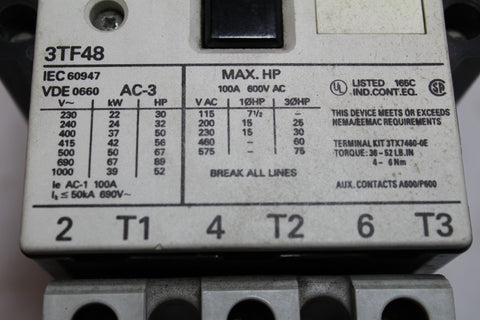 3TF48
IEC 60947
VDE 0660 AC-3
V~ kW HP
230 22 30
240 24 32
400 37 50
415 42 56
500 50 67
690 67 89
1000 39 52
Ie AC-1 100A
Iq ≤ 50kA 690V~
MAX. HP
100A 600V AC
V AC 1ØHP 3ØHP
115 7 1/2 –
200 15 25
230 15 30
460 – 60
575 – 75
BREAK ALL LINES
UL LISTED 165C
IND.CONT.EQ.
THIS DEVICE MEETS OR EXCEEDS
NEMA/EEMAC REQUIREMENTS
TERMINAL KIT 3TX7460-0E
TORQUE: 36 – 52 LB.IN
4 – 6 Nm
AUX. CONTACTS A600/P600
2 T1 4 T2 6 T3